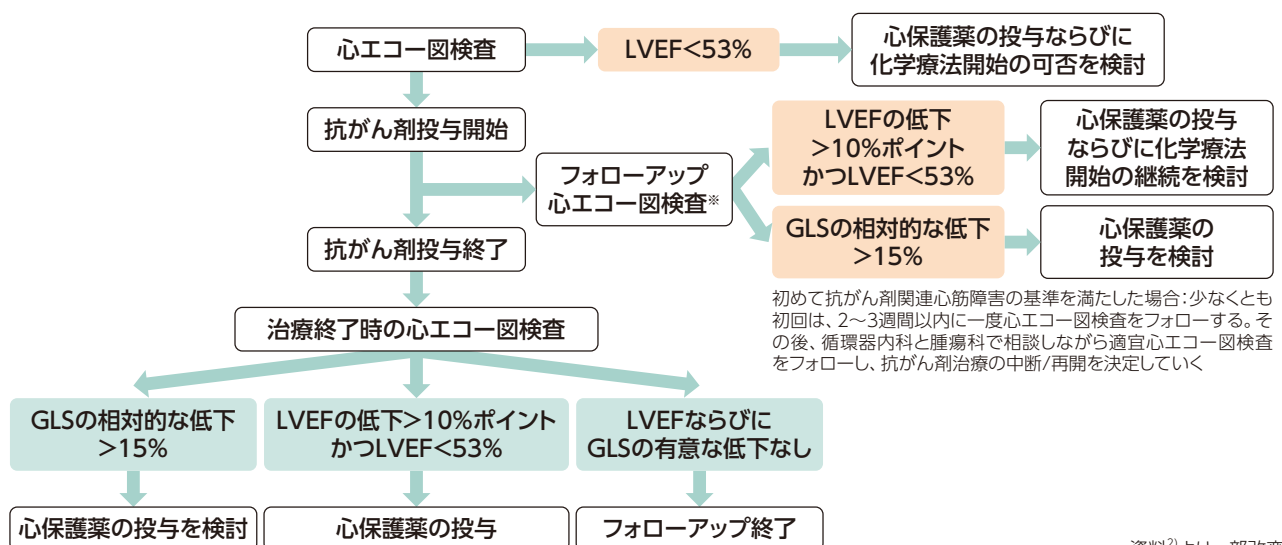 心エコー図検査
LVEF<53%
心保護薬の投与ならびに
化学療法開始の可否を検討
抗がん剤投与開始
フォローアップ
心エコー図検査※
LVEFの低下
>10%ポイント
かつLVEF<53%
心保護薬の投与
ならびに化学療法
開始の継続を検討
GLSの相対的な低下
>15%
心保護薬の
投与を検討
抗がん剤投与終了
初めて抗がん剤関連心筋障害の基準を満たした場合:少なくとも
初回は、2〜3週間以内に一度心エコー図検査をフォローする。そ
の後、循環器内科と腫瘍科で相談しながら適宜心エコー図検査
をフォローし、抗がん剤治療の中断/再開を決定していく
治療終了時の心エコー図検査
GLSの相対的な低下
>15%
LVEFの低下>10%ポイント
かつLVEF<53%
LVEFならびに
GLSの有意な低下なし
心保護薬の投与を検討
心保護薬の投与
フォローアップ終了